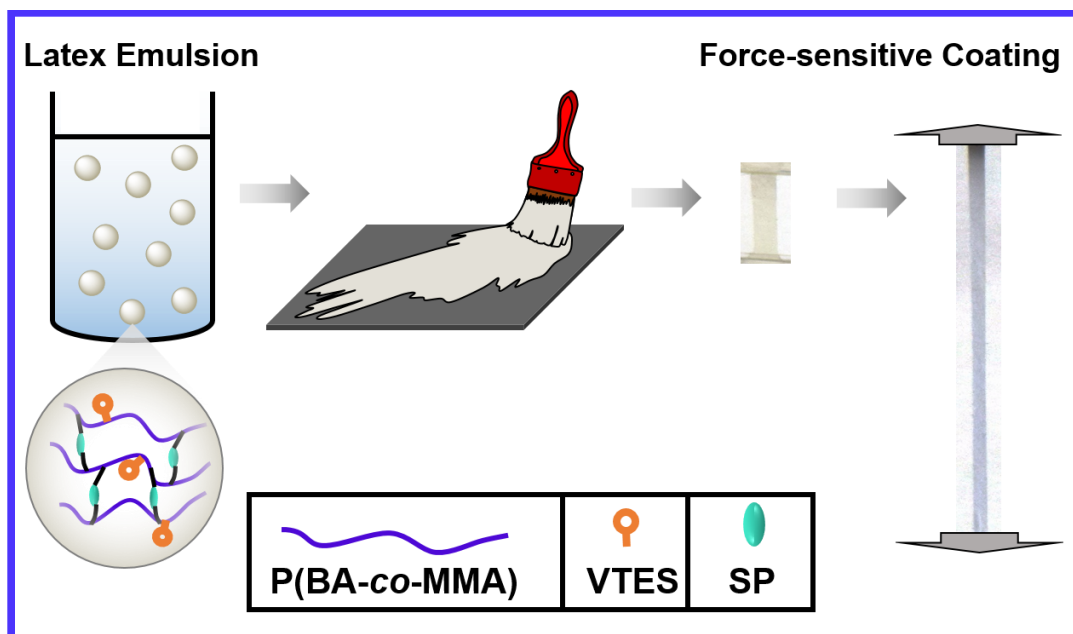 Latex Emulsion
Force-sensitive Coating
P(BA-co-MMA)
VTES
SP